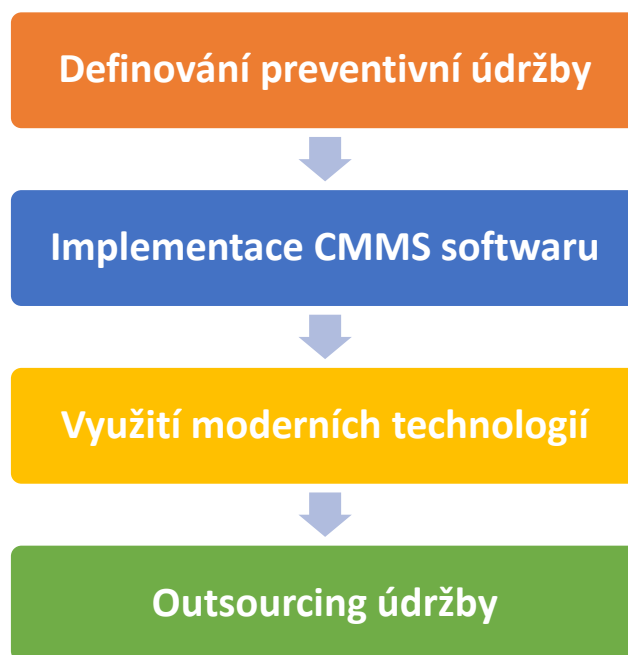 Definování preventivní údržby
Implementace CMMS softwaru
Využití moderních technologií
Outsourcing údržby